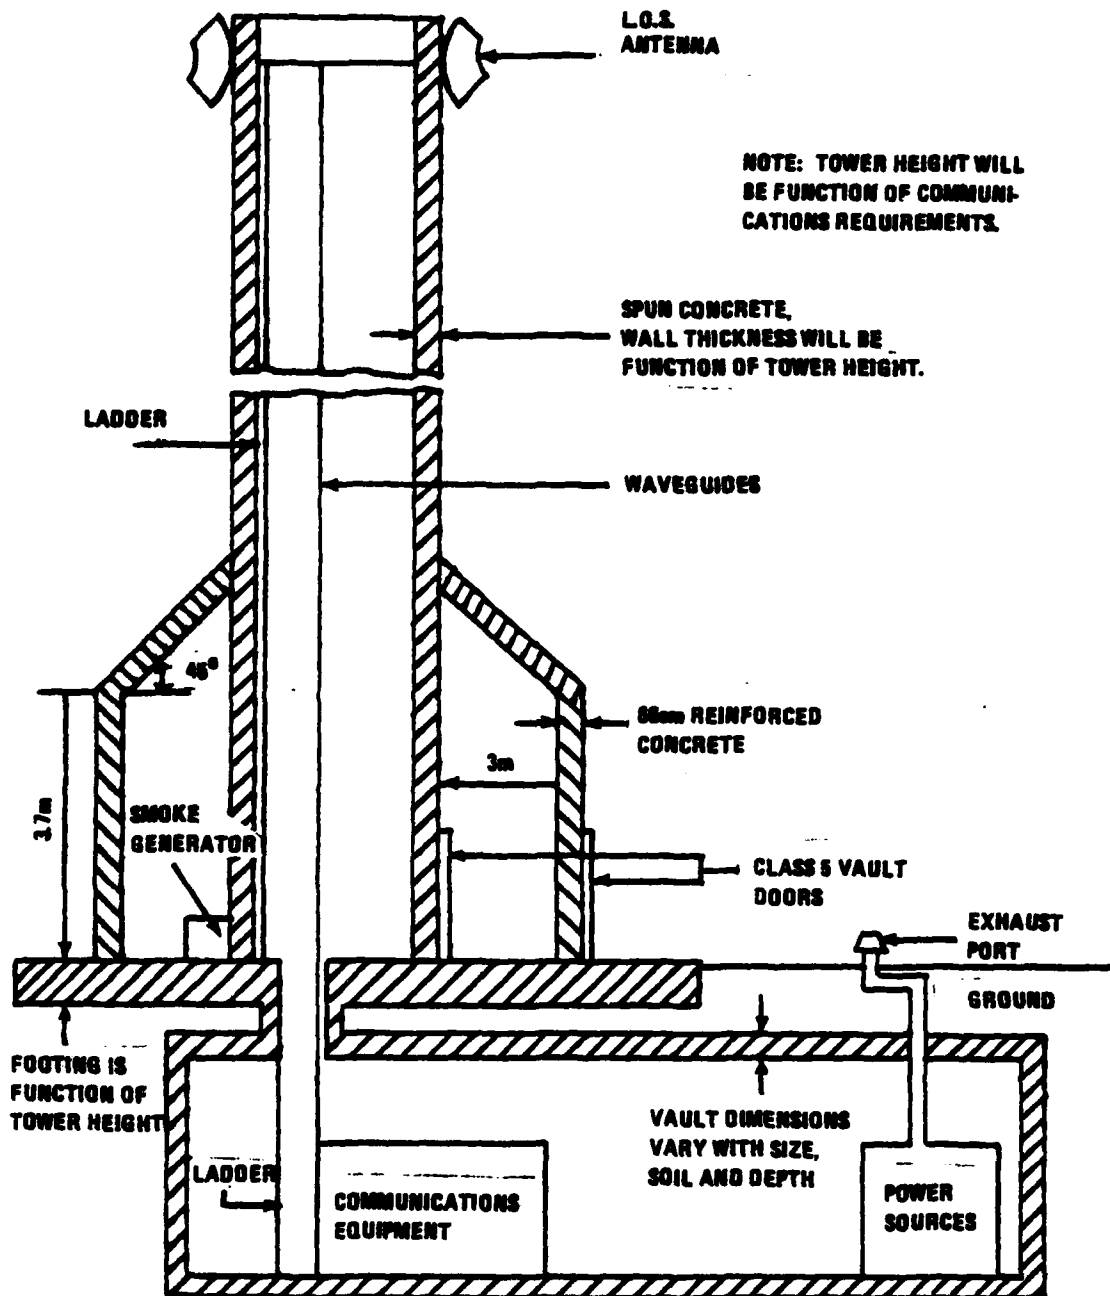 L.O.S.
ANTENNA
NOTE: TOWER HEIGHT WILL
BE FUNCTION OF COMMUNI-
CATIONS REQUIREMENTS.
SPUN CONCRETE,
WALL THICKNESS WILL BE
FUNCTION OF TOWER HEIGHT.
LADDER
WAVEGUIDES
45°
REINFORCED
CONCRETE
3m
3.7m
SMOKE
GENERATOR
CLASS 5 VAULT
DOORS
EXHAUST
PORT
GROUND
FOOTING IS
FUNCTION OF
TOWER HEIGHT
VAULT DIMENSIONS
VARY WITH SIZE,
SOIL AND DEPTH
LADDER
COMMUNICATIONS
EQUIPMENT
POWER
SOURCES